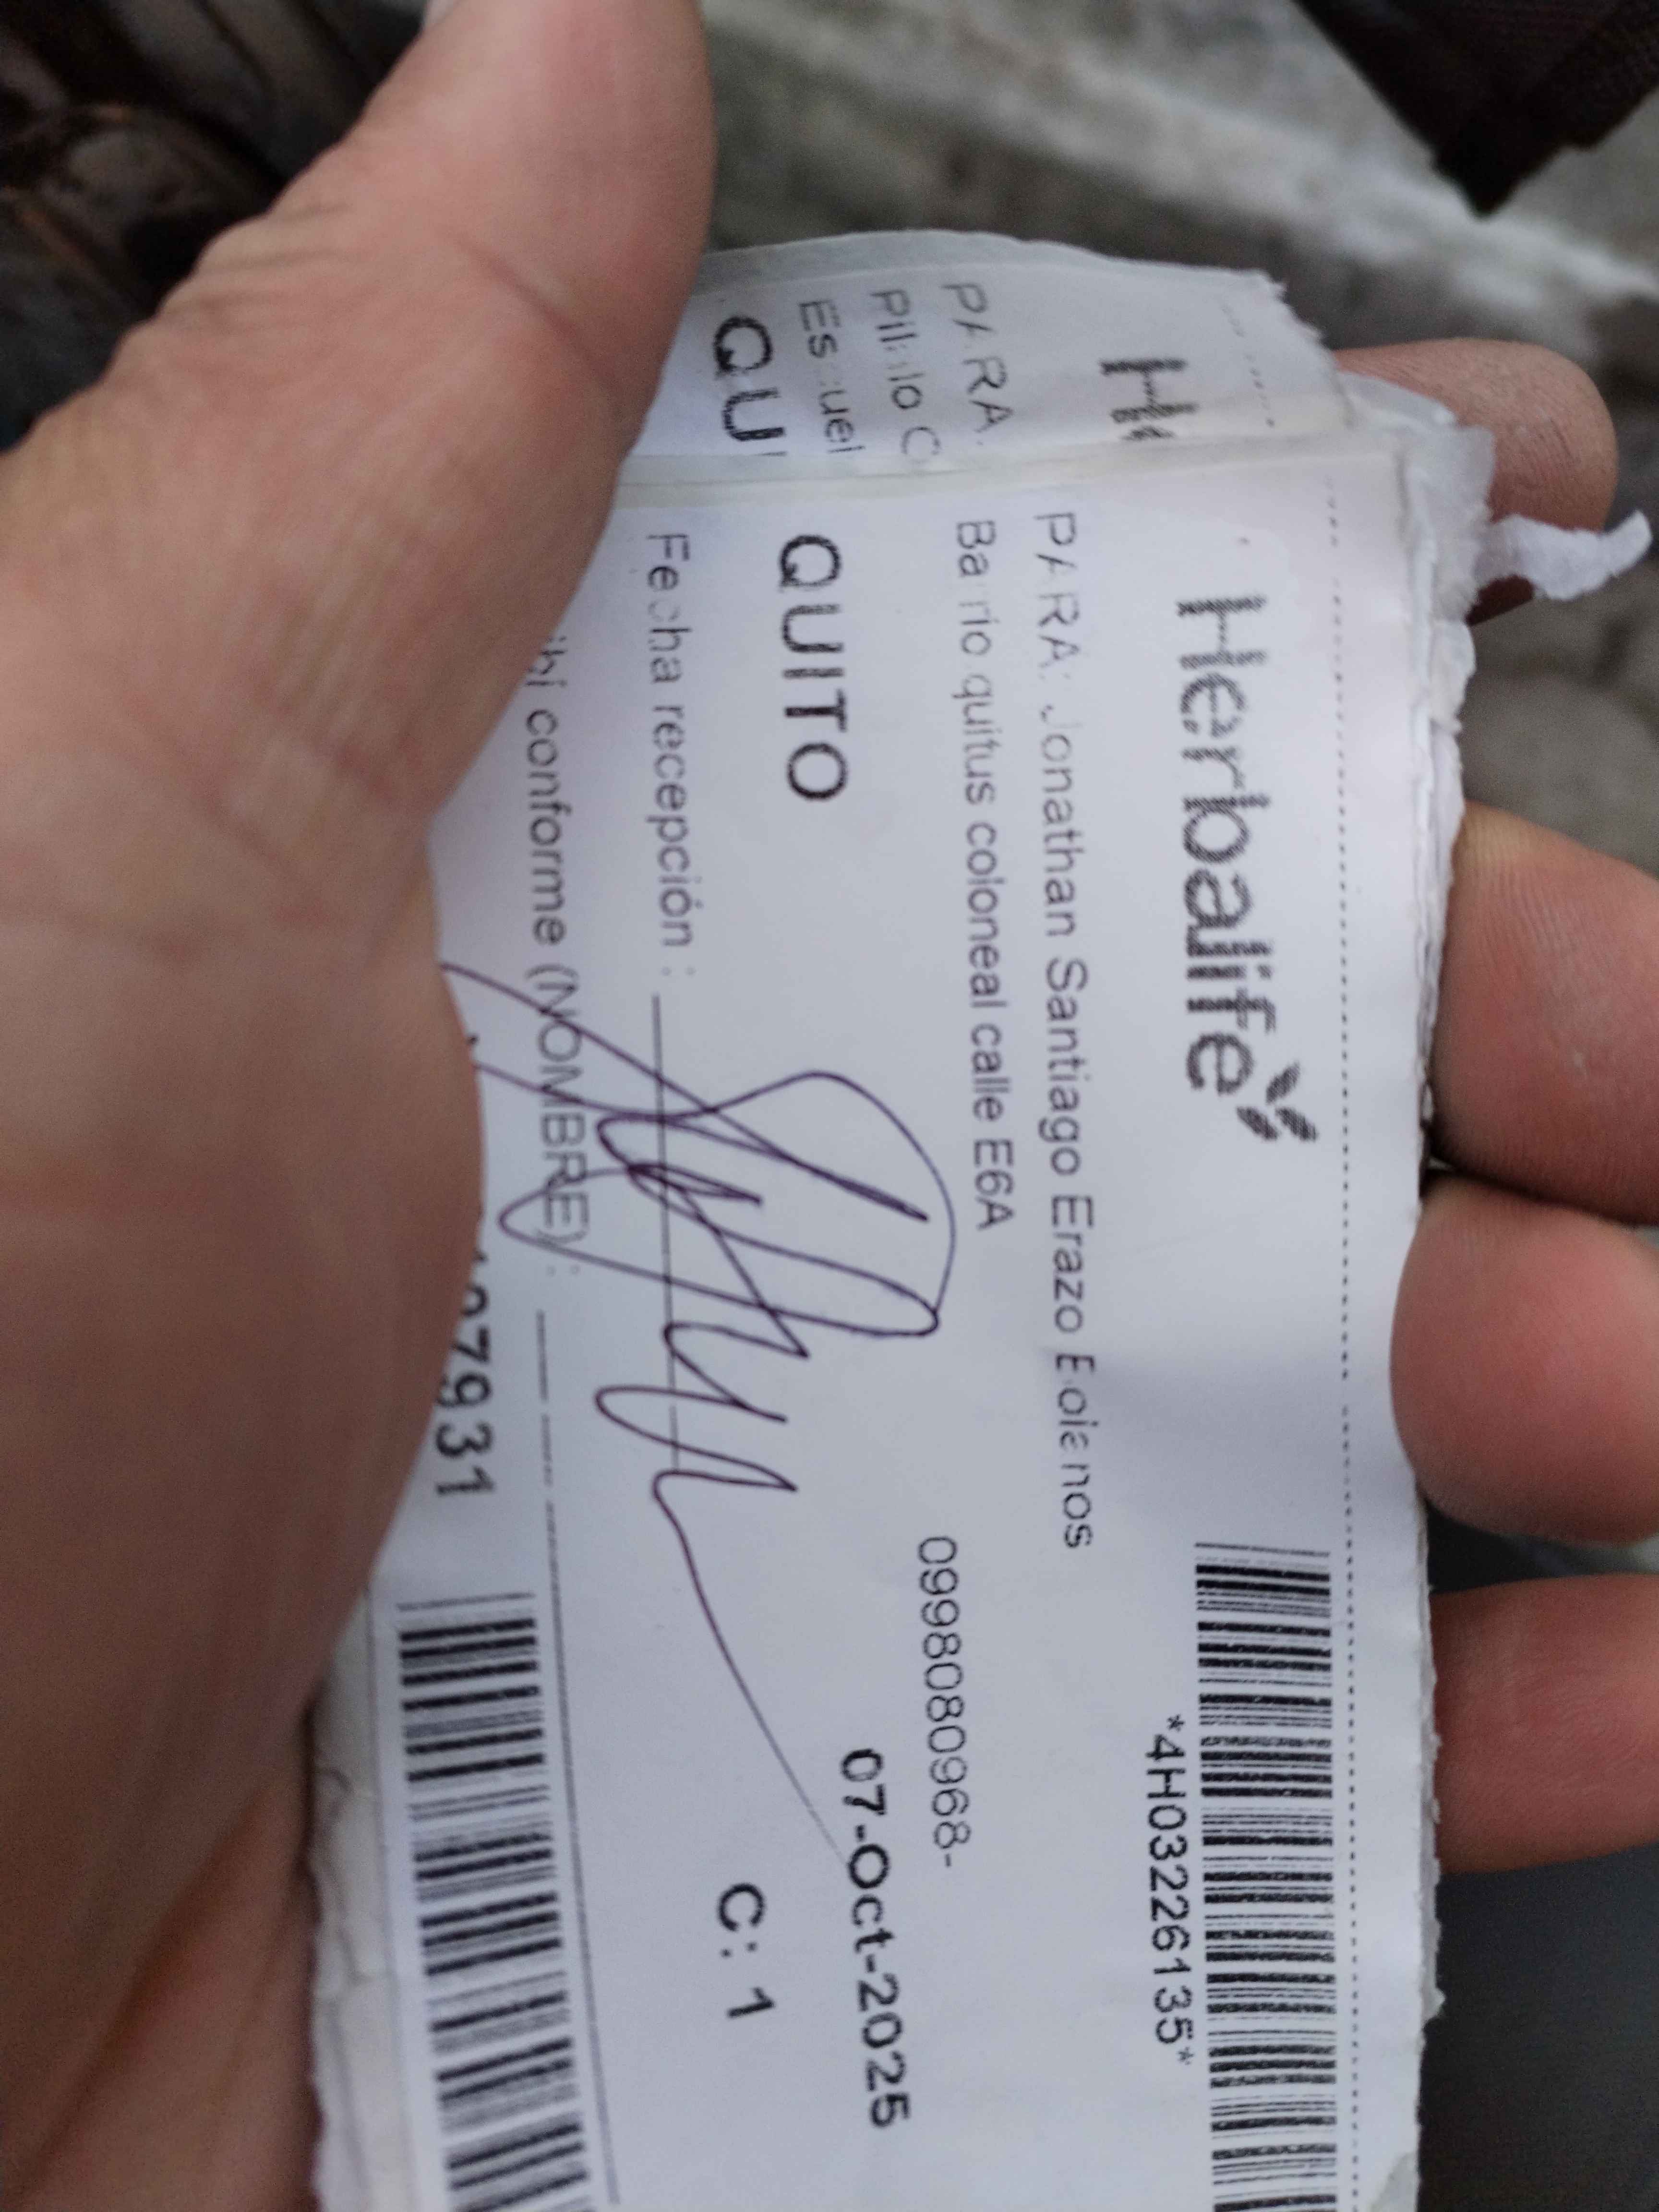 H
PARA.
QU
Herbalife
*4H03226135*
PARA: Jonathan Santiago Erazo
Barrio quitus coloneal calle E6A
0998080968-
QUITO
07-Oct-2025
Fecha recepción :
C: 1
conforme (NOMBRE):
7931